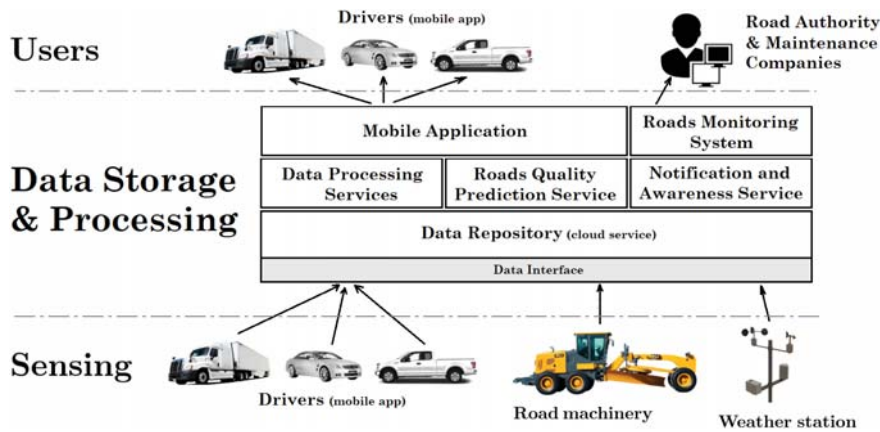 Users
Drivers (mobile app)
Road Authority
& Maintenance
Companies
Data Storage
& Processing
Mobile Application
Roads Monitoring
System
Data Processing
Services
Roads Quality
Prediction Service
Notification and
Awareness Service
Data Repository (cloud service)
Data Interface
Sensing
Drivers (mobile app)
Road machinery
Weather station